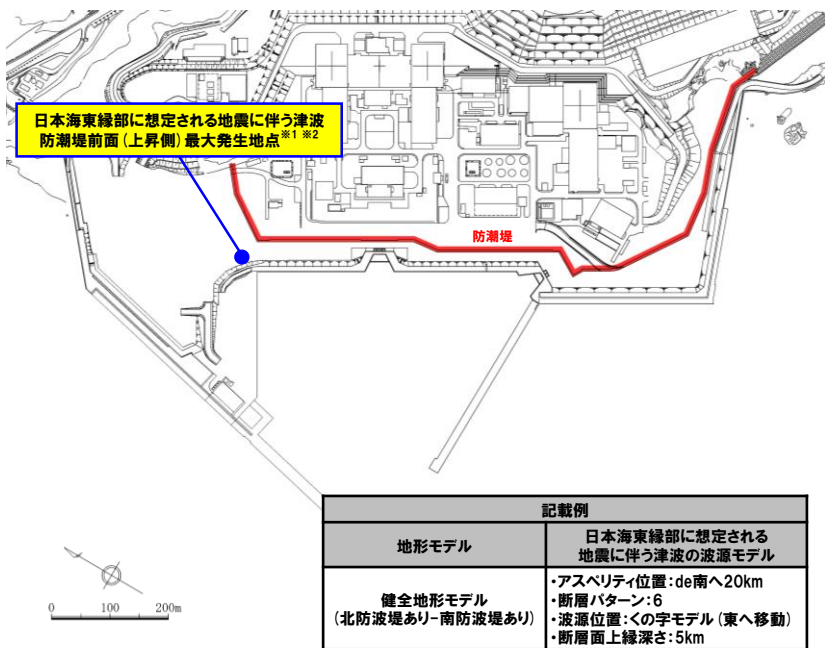 日本海東縁部に想定される地震に伴う津波
防潮堤前面(上昇側)最大発生地点※1 ※2
防潮堤
0 100 200m
記載例
地形モデル
日本海東縁部に想定される
地震に伴う津波の波源モデル
健全地形モデル
(北防波堤あり-南防波堤あり)
・アスペリティ位置:de南へ20km
・断層パターン:6
・波源位置:くの字モデル(東へ移動)
・断層面上縁深さ:5km